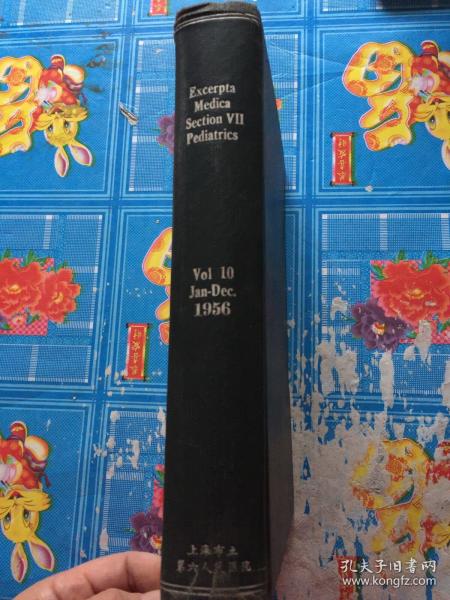 Excerpta
Medica
Section VII
Pediatrics
Vol 10
Jan-Dec.
1956
上海市立
第六人民医院
孔夫子旧书网
www.kongfz.com